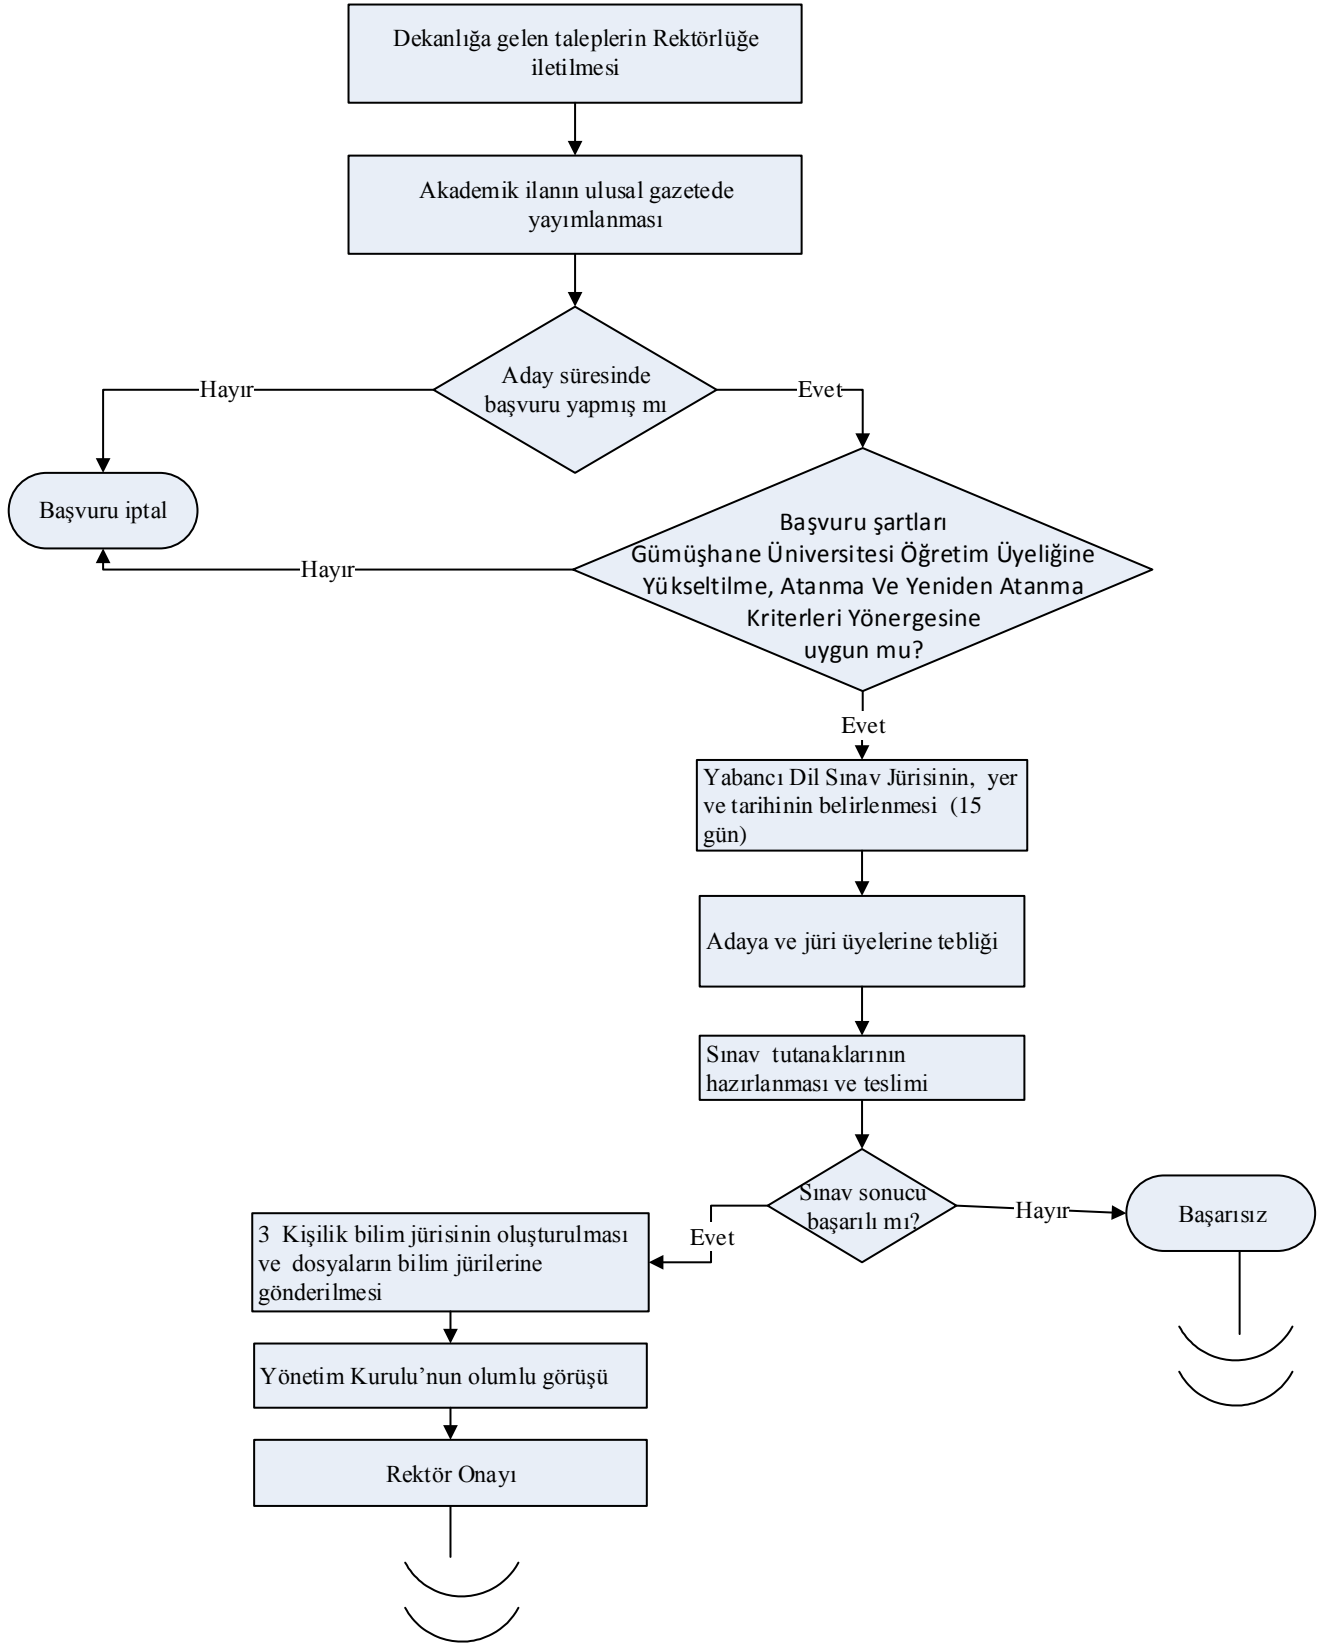 Dekanlığa gelen taleplerin Rektörlüğe
iletilmesi
Akademik ilanın ulusal gazetede
yayımlanması
Aday süresinde
başvuru yapmış mı
Hayır
Evet
Başvuru iptal
Başvuru şartları
Gümüşhane Üniversitesi Öğretim Üyeliğine
Yükseltilme, Atanma Ve Yeniden Atanma
Kriterleri Yönergesine
uygun mu?
Hayır
Evet
Yabancı Dil Sınav Jürisinin, yer
ve tarihinin belirlenmesi (15
gün)
Adaya ve jüri üyelerine tebliği
Sınav tutanaklarının
hazırlanması ve teslimi
Sınav sonucu
başarılı mı?
Hayır
Başarısız
Evet
3 Kişilik bilim jürisinin oluşturulması
ve dosyaların bilim jürilerine
gönderilmesi
Yönetim Kurulu’nun olumlu görüşü
Rektör Onayı